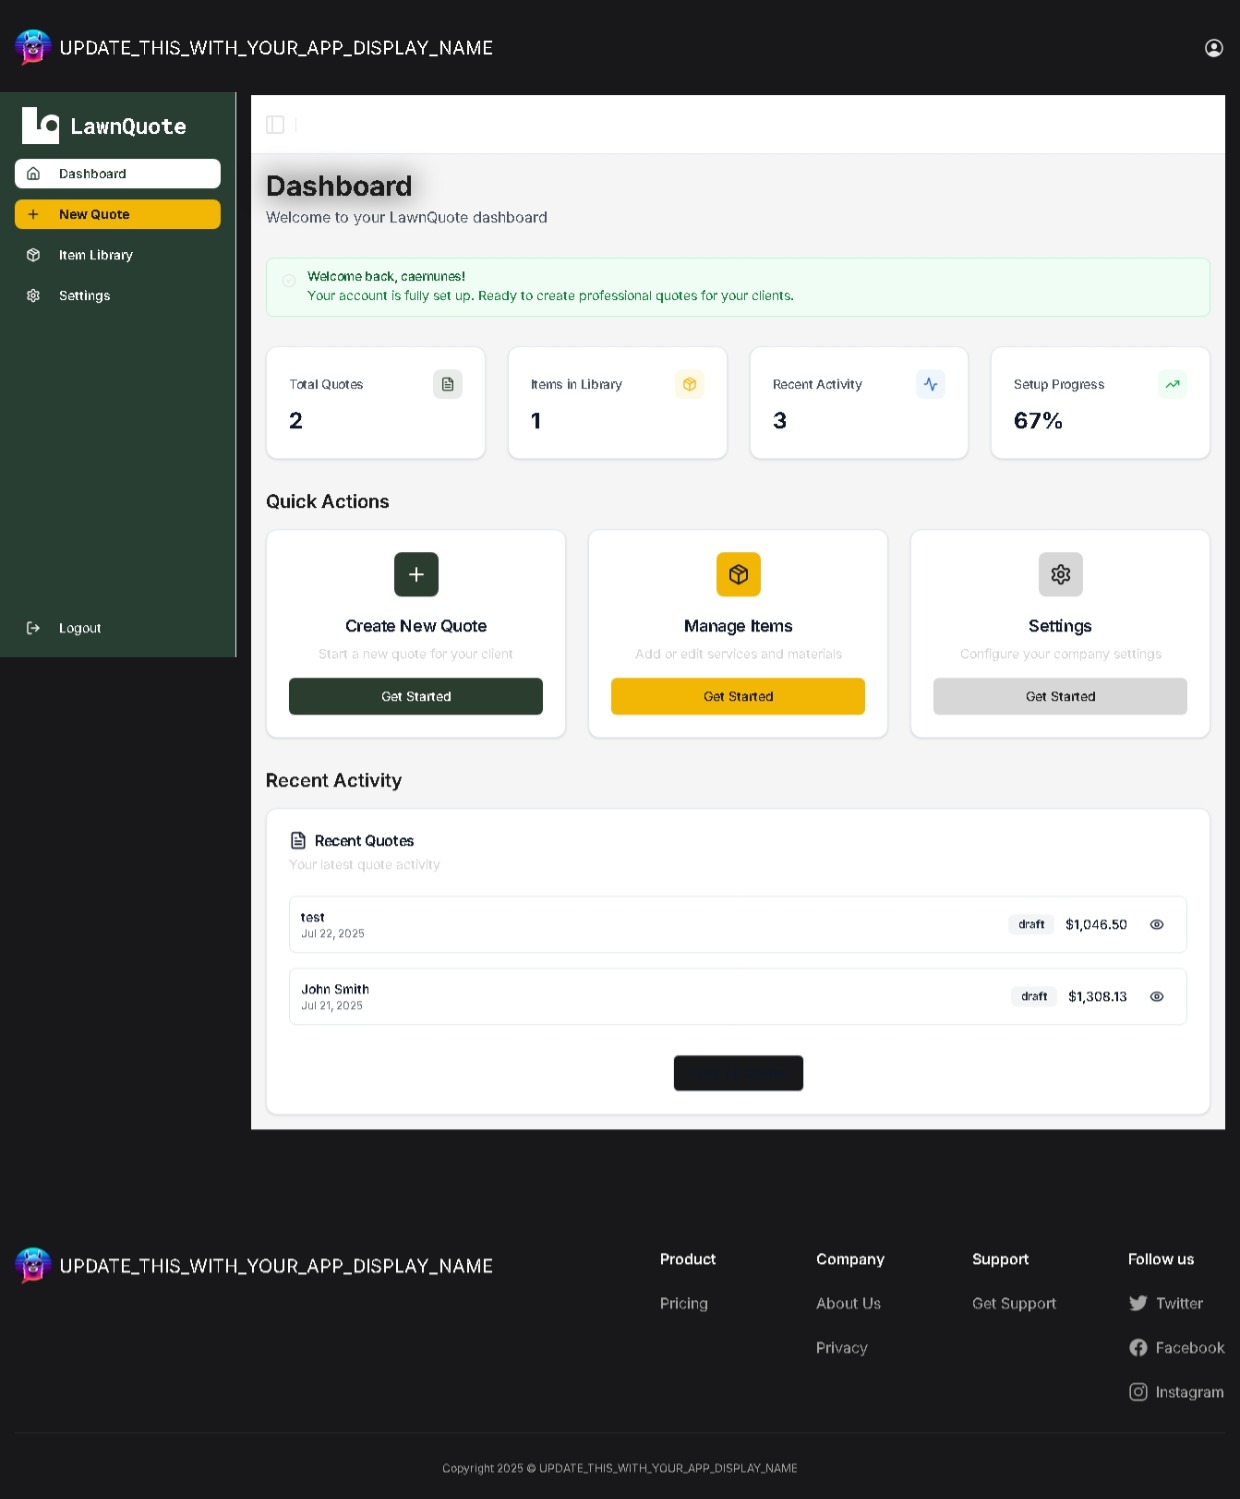 UPDATE_THIS_WITH_YOUR_APP_DISPLAY_NAME
LawnQuote
Dashboard
New Quote
Item Library
Settings
Logout
Dashboard
Welcome to your LawnQuote dashboard
Welcome back, caemunes!
Your account is fully set up. Ready to create professional quotes for your clients.
Total Quotes
2
Items in Library
1
Recent Activity
3
Setup Progress
67%
Quick Actions
Create New Quote
Start a new quote for your client
Get Started
Manage Items
Add or edit services and materials
Get Started
Settings
Configure your company settings
Get Started
Recent Activity
Recent Quotes
Your latest quote activity
test
Jul 22, 2025
draft
$1,046.50
John Smith
Jul 21, 2025
draft
$1,308.13
UPDATE_THIS_WITH_YOUR_APP_DISPLAY_NAME
Product
Pricing
Company
About Us
Privacy
Support
Get Support
Follow us
Twitter
Facebook
Instagram
Copyright 2025 © UPDATE_THIS_WITH_YOUR_APP_DISPLAY_NAME